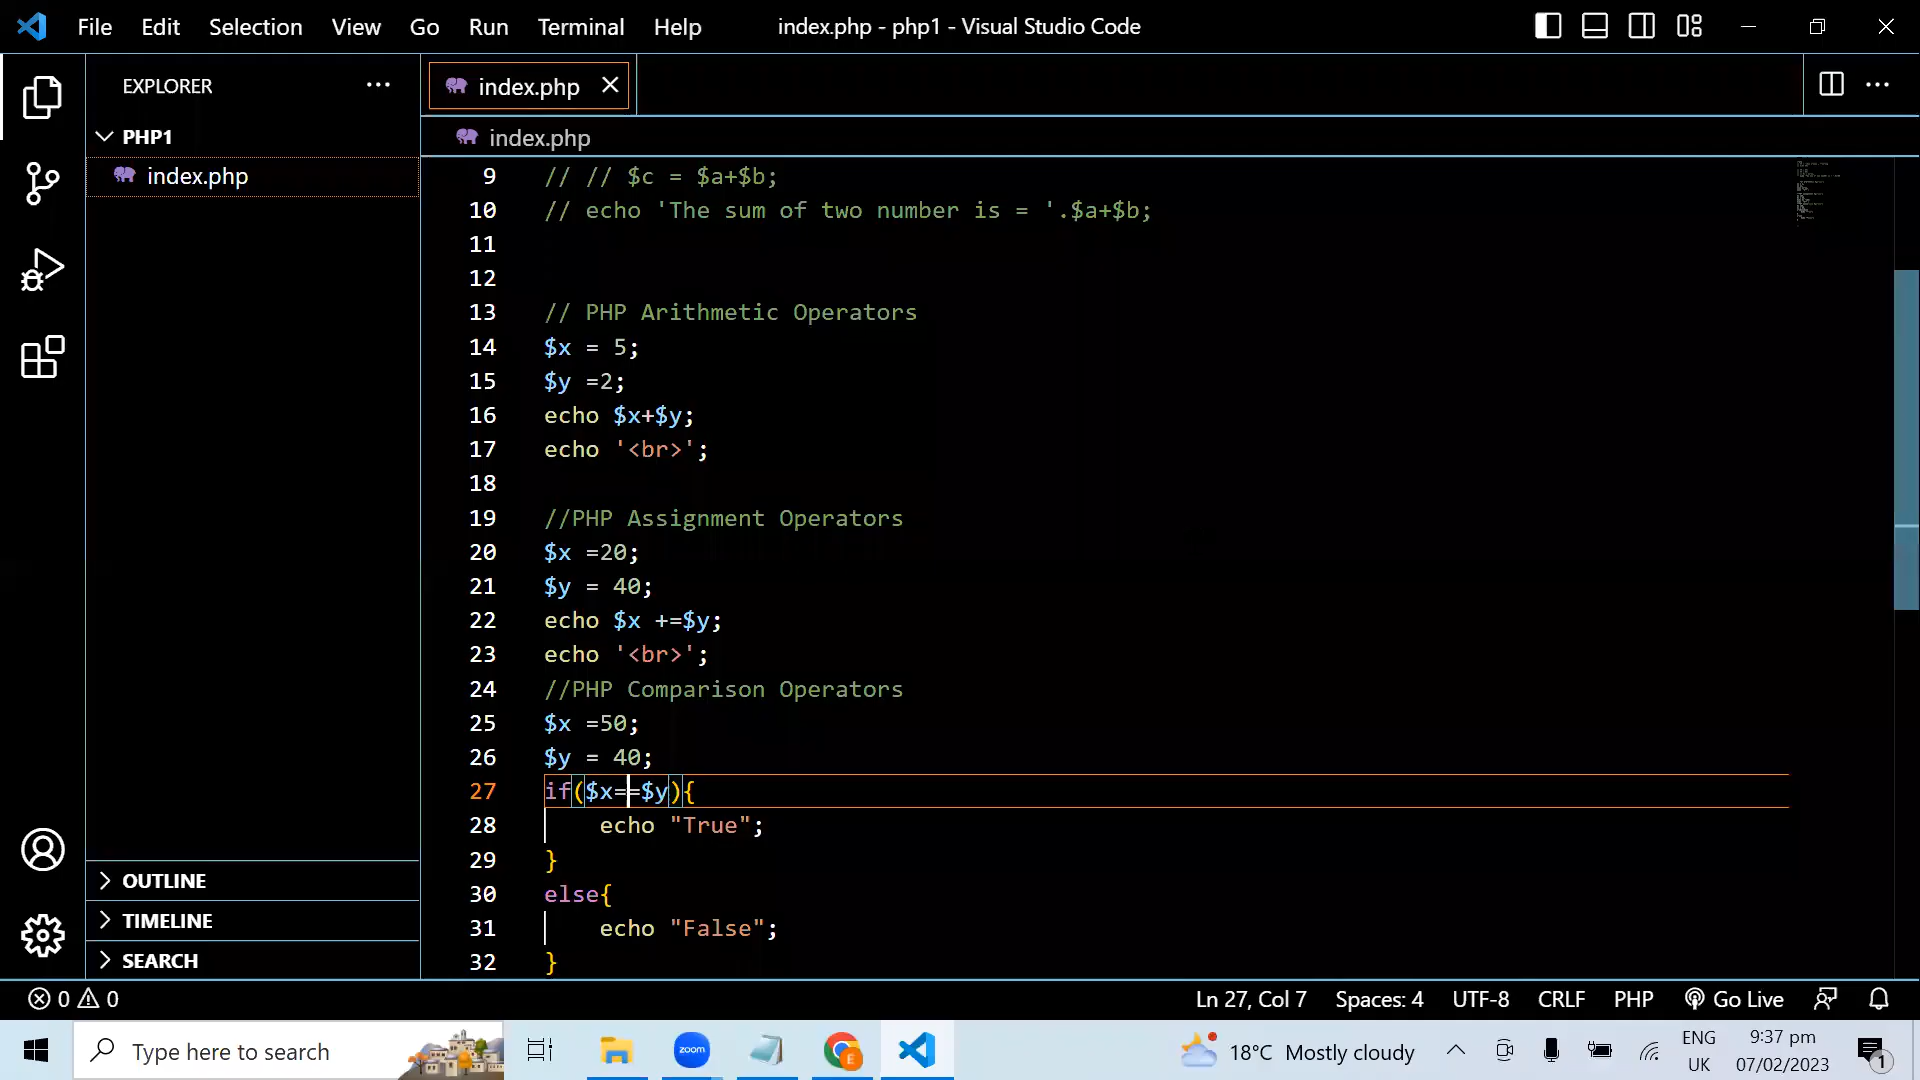 File Edit Selection View Go Run Terminal Help
index.php - php1 - Visual Studio Code
EXPLORER
PHP1
index.php
OUTLINE
TIMELINE
SEARCH
index.php
index.php
9 // // $c = $a+$b;
10 // echo 'The sum of two number is = '.$a+$b;
11
12
13 // PHP Arithmetic Operators
14 $x = 5;
15 $y =2;
16 echo $x+$y;
17 echo '<br>';
18
19 //PHP Assignment Operators
20 $x =20;
21 $y = 40;
22 echo $x +=$y;
23 echo '<br>';
24 //PHP Comparison Operators
25 $x =50;
26 $y = 40;
27 if($x==$y){
28 echo "True";
29 }
30 else{
31 echo "False";
32 }
0 0
Ln 27, Col 7 Spaces: 4 UTF-8 CRLF PHP Go Live
Type here to search
zoom
E
18°C Mostly cloudy
ENG
UK
9:37 pm
07/02/2023
1